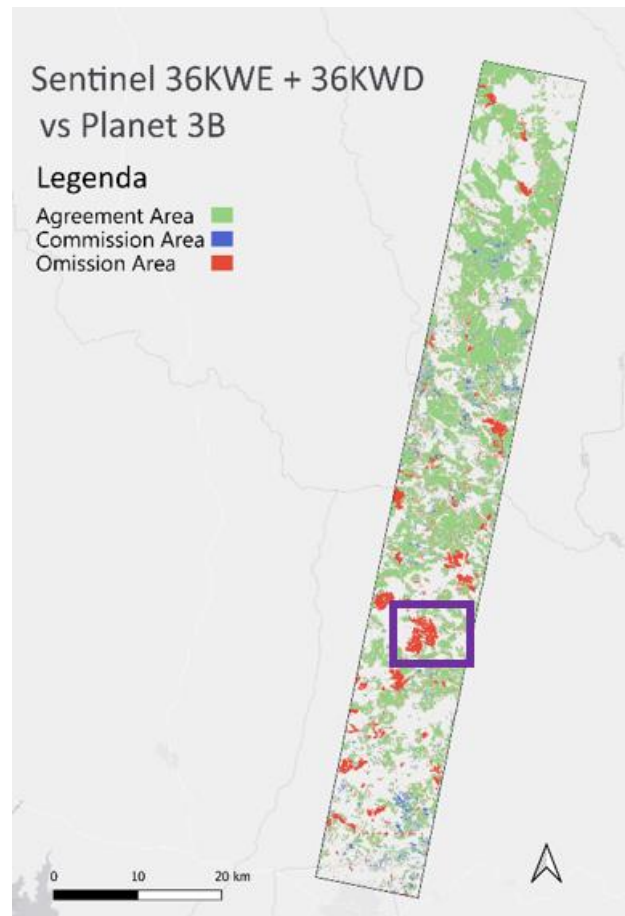 Sentinel 36KWE + 36KWD
vs Planet 3B
Legenda
Agreement Area
Commission Area
Omission Area
0 10 20 km